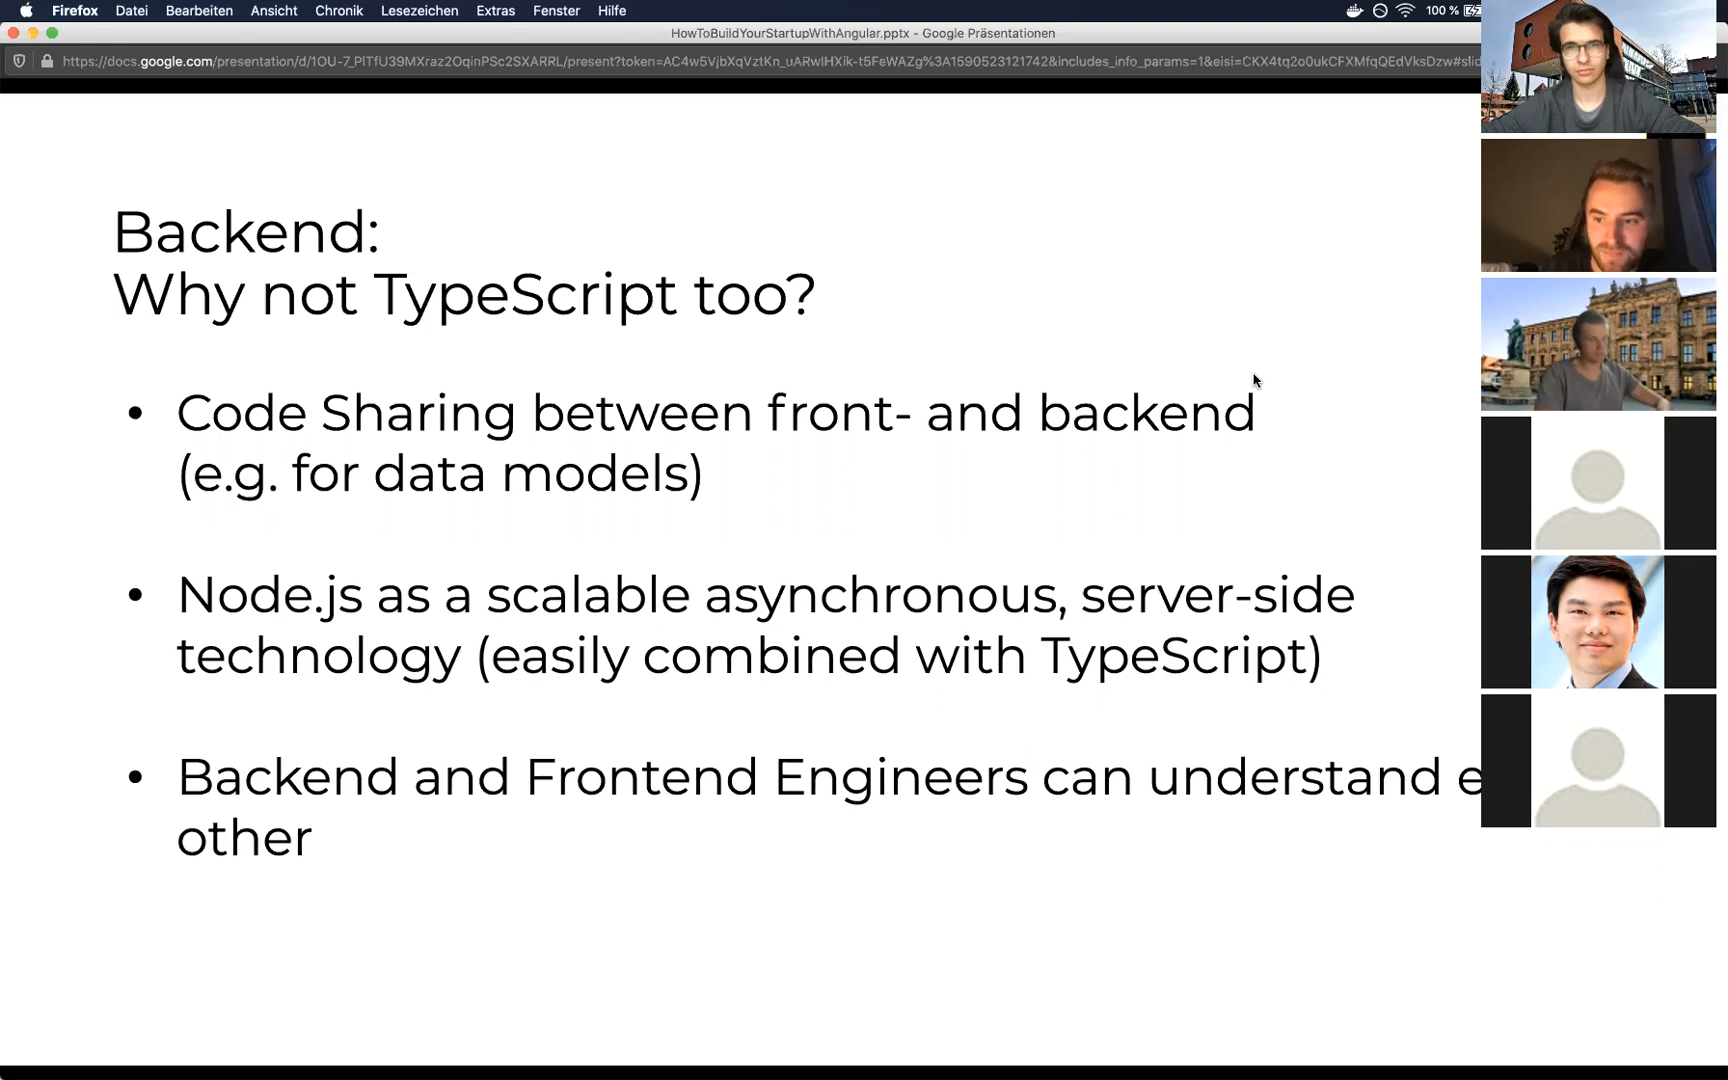 Firefox Datei Bearbeiten Ansicht Chronik Lesezeichen Extras Fenster Hilfe 100 %
HowToBuildYourStartupWithAngular.pptx - Google Präsentationen
https://docs.google.com/presentation/d/1OU-7_PlTfU39MXraz2OqinPSc2SXARRL/present?token=AC4w5VjbXqVztKn_uARwlHXik-t5FeWAZg%3A1590523121742&includes_info_params=1&eisi=CKX4tq2o0ukCFXMfqQEdVksDzw#slid
Backend:
Why not TypeScript too?
• Code Sharing between front- and backend
(e.g. for data models)
• Node.js as a scalable asynchronous, server-side
technology (easily combined with TypeScript)
• Backend and Frontend Engineers can understand e
other